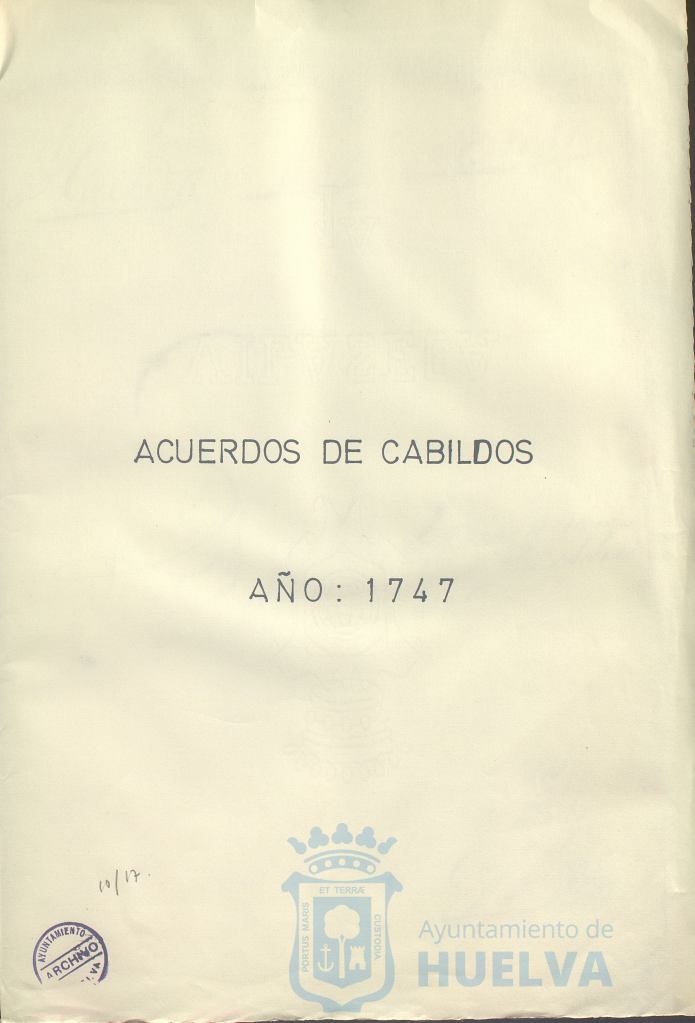 ACUERDOS DE CABILDOS
AÑO: 1747
10/17.
AYUNTAMIENTO
ARCHIVO
ET TERRÆ
PORTUS MARIS
CUSTODIA
Ayuntamiento de
HUELVA